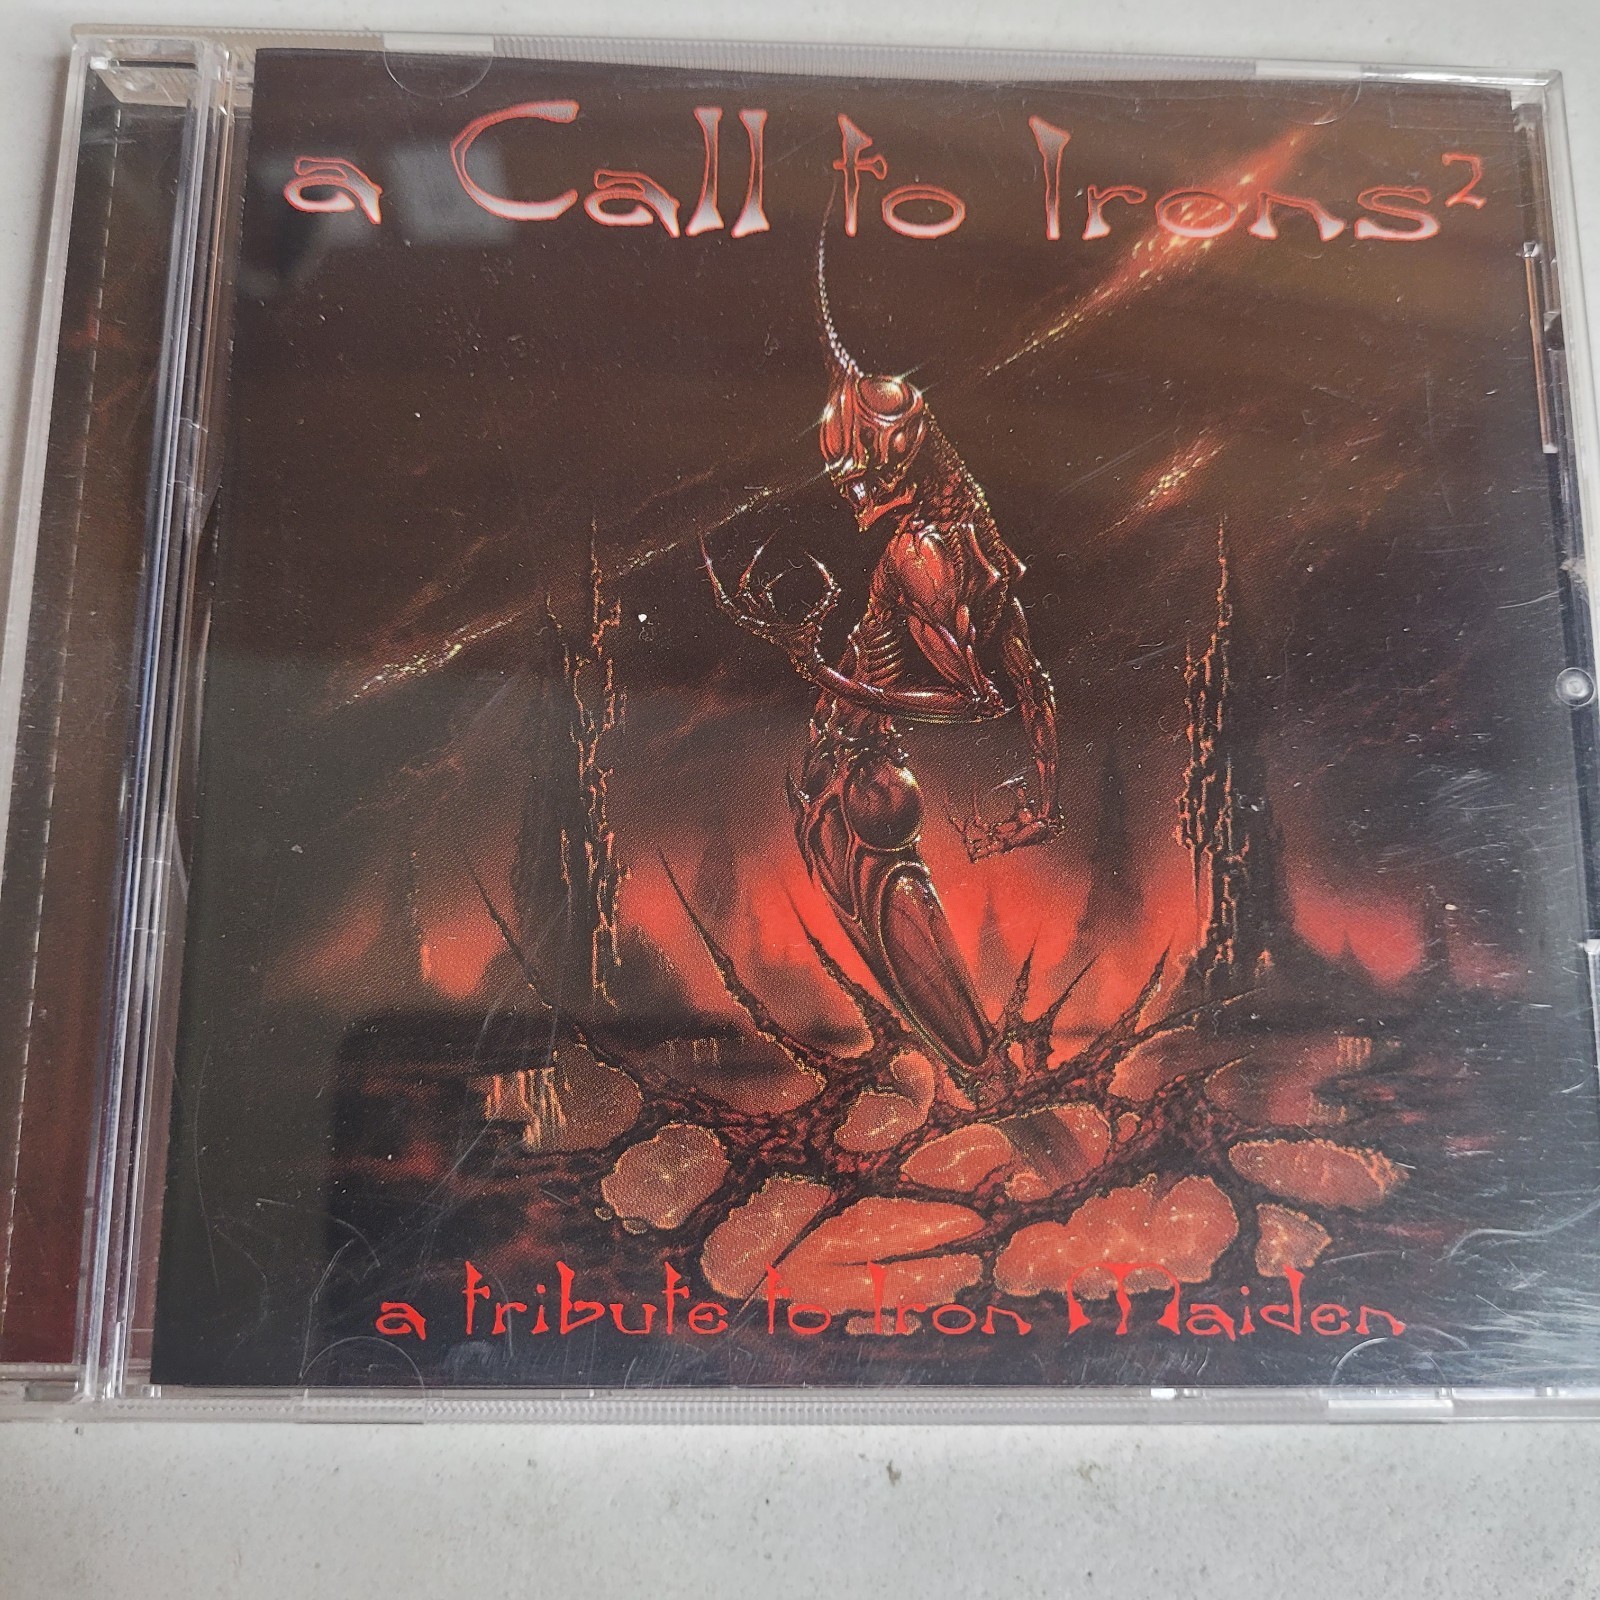 a Call to Irons²
a tribute to Iron Maiden